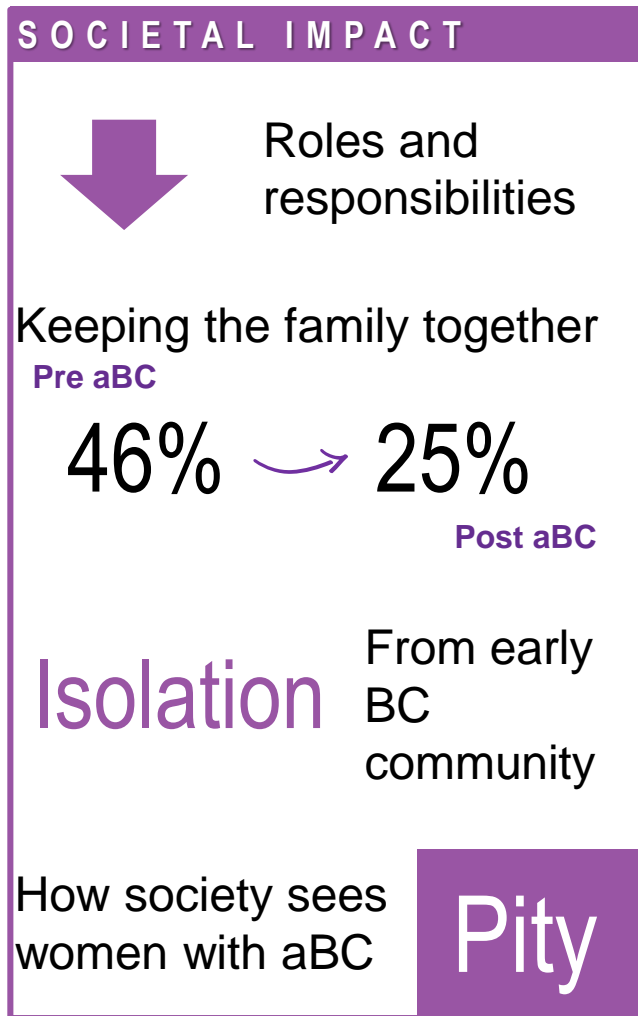 SOCIETAL IMPACT
Roles and
responsibilities
Keeping the family together
Pre aBC
46% 25%
Post aBC
Isolation
From early
BC
community
How society sees
women with aBC
Pity